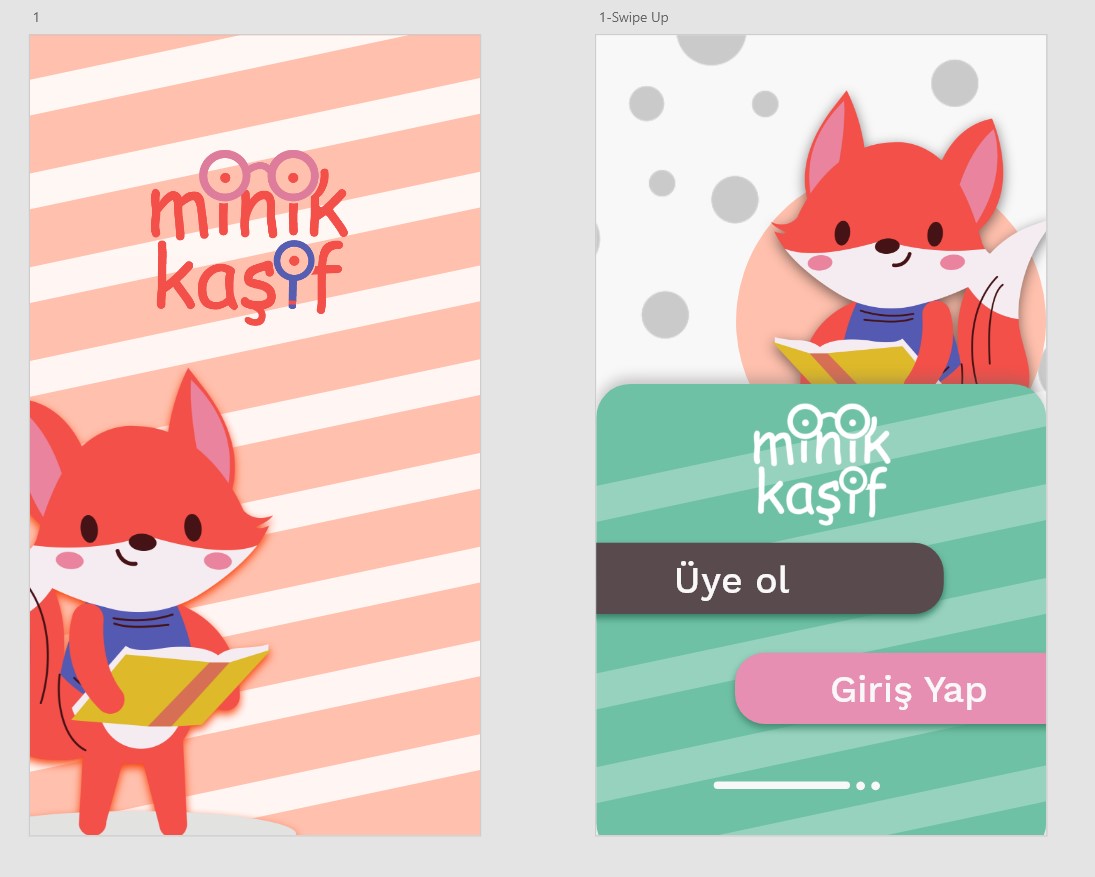 1
minik
kaşif
1-Swipe Up
minik
kaşif
Üye ol
Giriş Yap